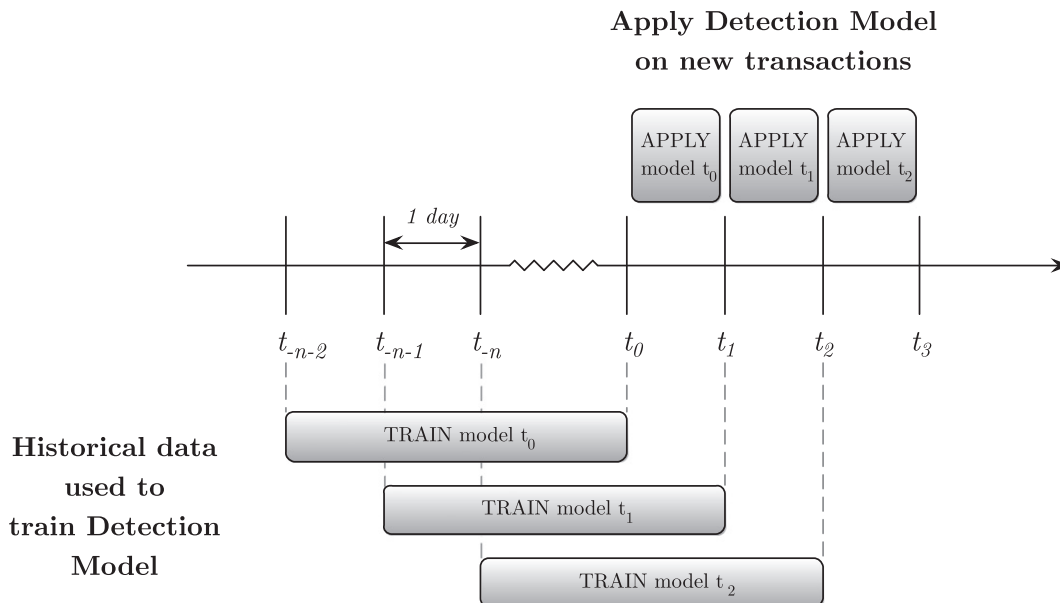 Apply Detection Model
on new transactions
APPLY
model t0
APPLY
model t1
APPLY
model t2
1 day
t-n-2
t-n-1
t-n
t0
t1
t2
t3
Historical data
used to
train Detection
Model
TRAIN model t0
TRAIN model t1
TRAIN model t2